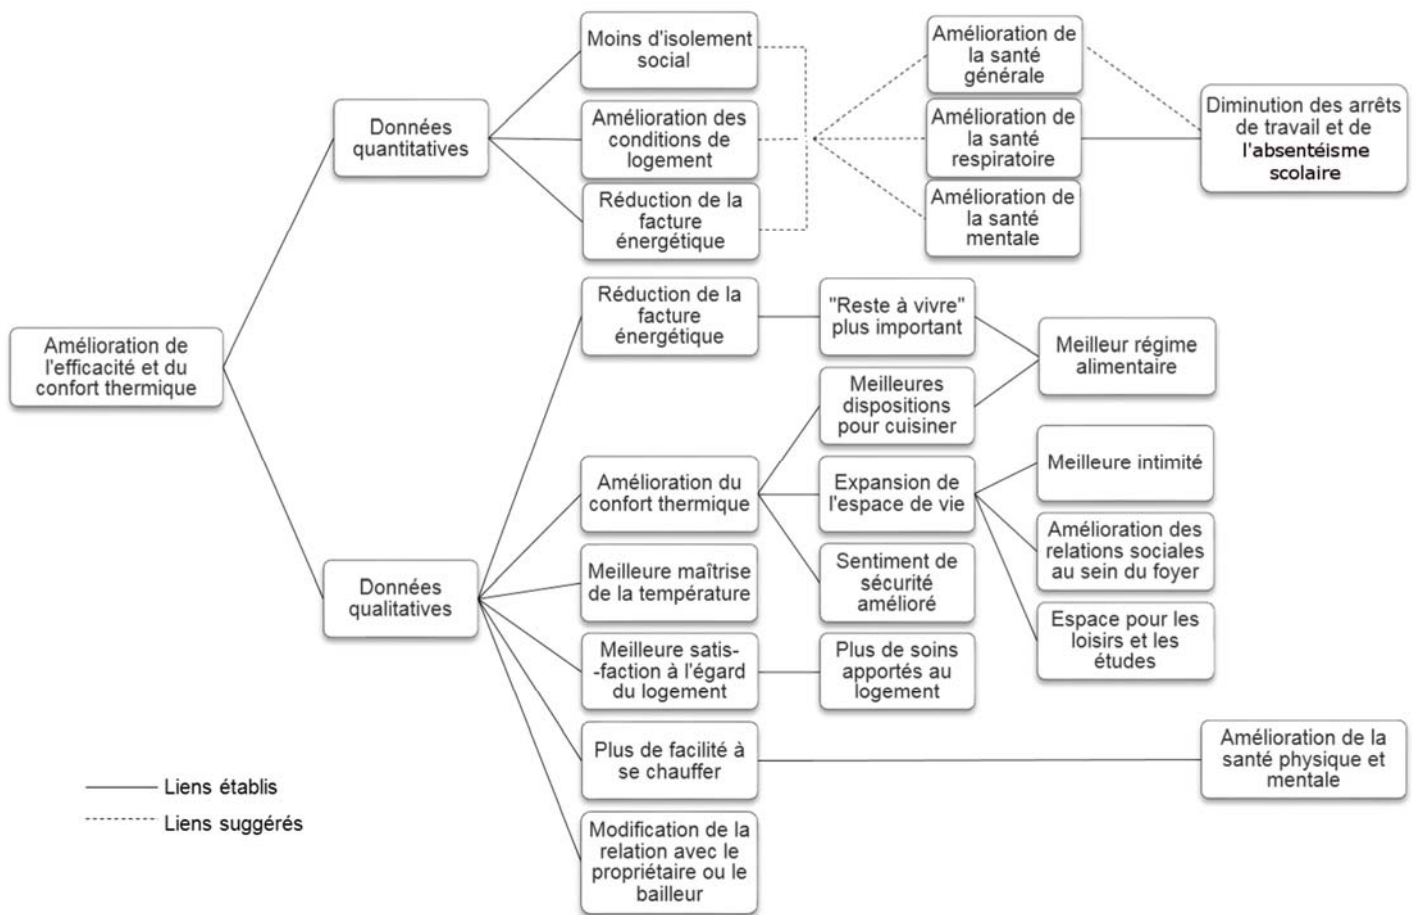 Moins d'isolement
social
Amélioration de
la santé
générale
Données
quantitatives
Amélioration des
conditions de
logement
Amélioration de
la santé
respiratoire
Diminution des arrêts
de travail et de
l'absentéisme
scolaire
Réduction de la
facture
énergétique
Amélioration de
la santé
mentale
Amélioration de
l'efficacité et du
confort thermique
Réduction de la
facture
énergétique
"Reste à vivre"
plus important
Meilleur régime
alimentaire
Meilleures
dispositions
pour cuisiner
Amélioration du
confort thermique
Expansion de
l'espace de vie
Meilleure intimité
Amélioration des
relations sociales
au sein du foyer
Données
qualitatives
Meilleure maîtrise
de la température
Sentiment de
sécurité
amélioré
Espace pour les
loisirs et les
études
Meilleure satis-
-faction à l'égard
du logement
Plus de soins
apportés au
logement
Plus de facilité à
se chauffer
Amélioration de la
santé physique et
mentale
Modification de la
relation avec le
propriétaire ou le
bailleur
Liens établis
Liens suggérés